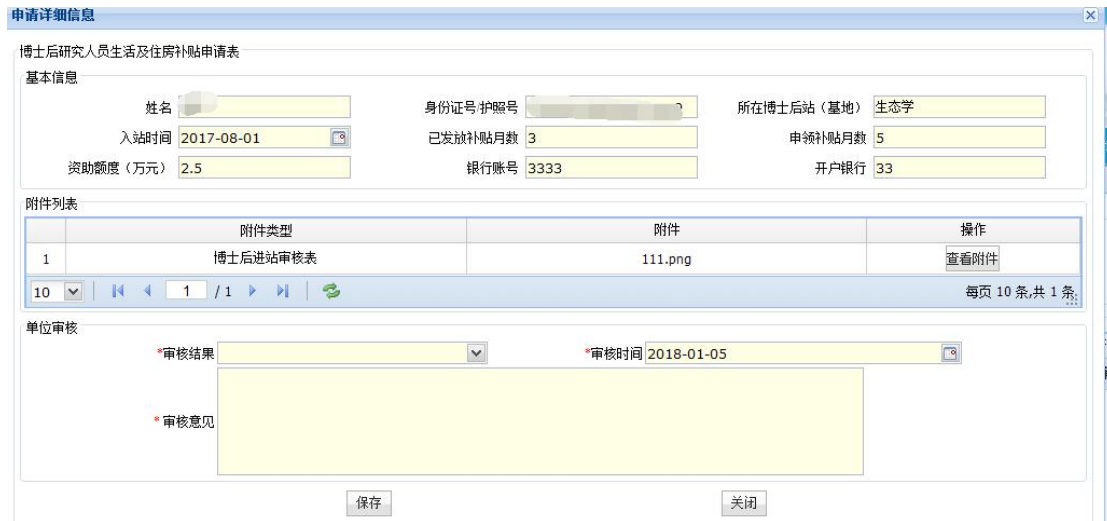 申请详细信息
博士后研究人员生活及住房补贴申请表
基本信息
姓名 身份证号/护照号 所在博士后站（基地） 生态学
入站时间 2017-08-01 已发放补贴月数 3 申领补贴月数 5
资助额度（万元） 2.5 银行账号 3333 开户银行 33
附件列表
附件类型 附件 操作
1 博士后进站审核表 111.png 查看附件
10 1 / 1 每页 10 条,共 1 条
单位审核
*审核结果 *审核时间 2018-01-05
*审核意见
保存 关闭